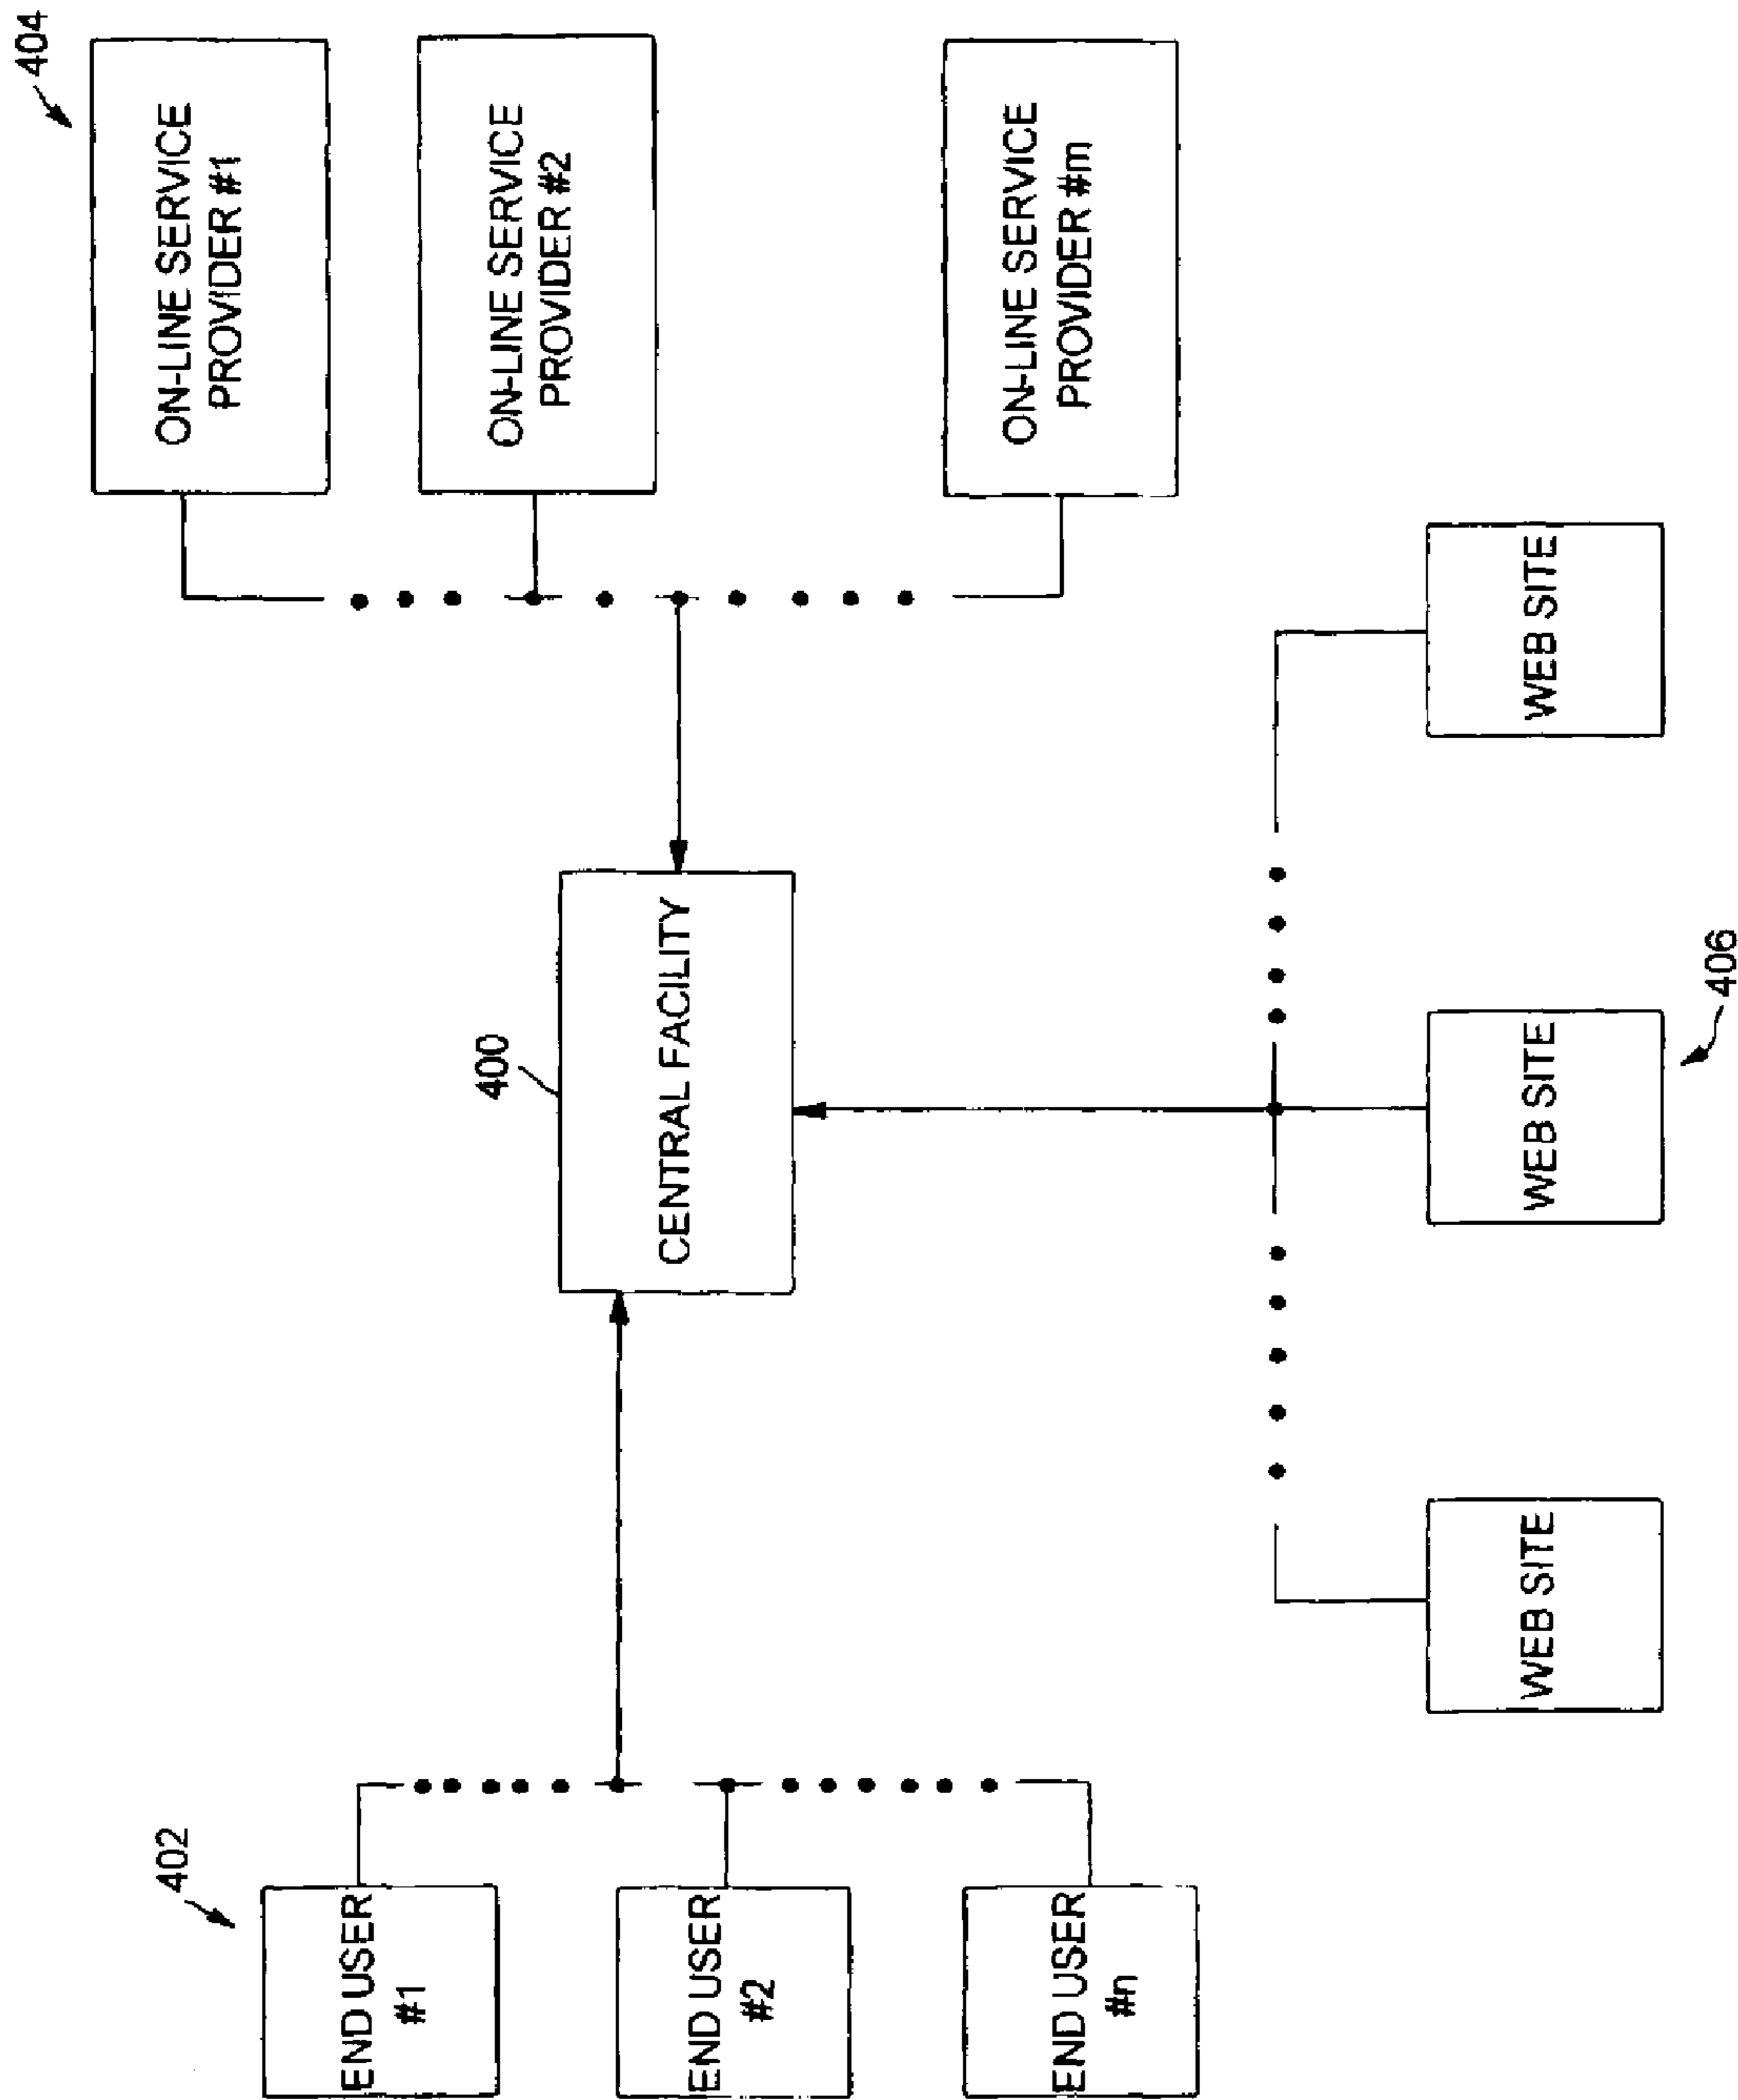 402
END USER
#1
END USER
#2
END USER
#n
400
CENTRAL FACILITY
404
ON-LINE SERVICE
PROVIDER #1
ON-LINE SERVICE
PROVIDER #2
ON-LINE SERVICE
PROVIDER #m
WEB SITE
WEB SITE
WEB SITE
406